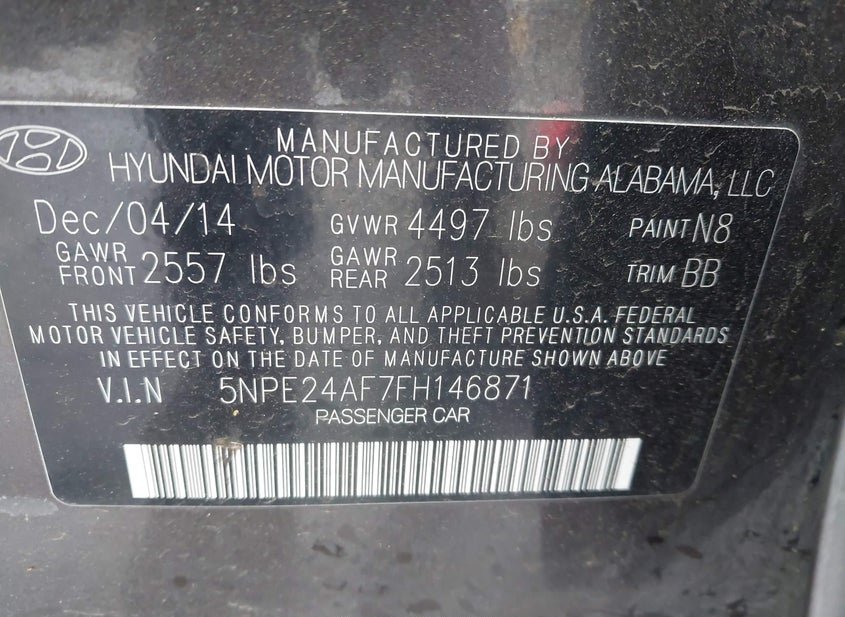 MANUFACTURED BY
HYUNDAI MOTOR MANUFACTURING ALABAMA, LLC
Dec/04/14 GVWR 4497 lbs PAINT N8
GAWR FRONT 2557 lbs GAWR REAR 2513 lbs TRIM BB
THIS VEHICLE CONFORMS TO ALL APPLICABLE U.S.A. FEDERAL
MOTOR VEHICLE SAFETY, BUMPER, AND THEFT PREVENTION STANDARDS
IN EFFECT ON THE DATE OF MANUFACTURE SHOWN ABOVE
V.I.N 5NPE24AF7FH146871
PASSENGER CAR